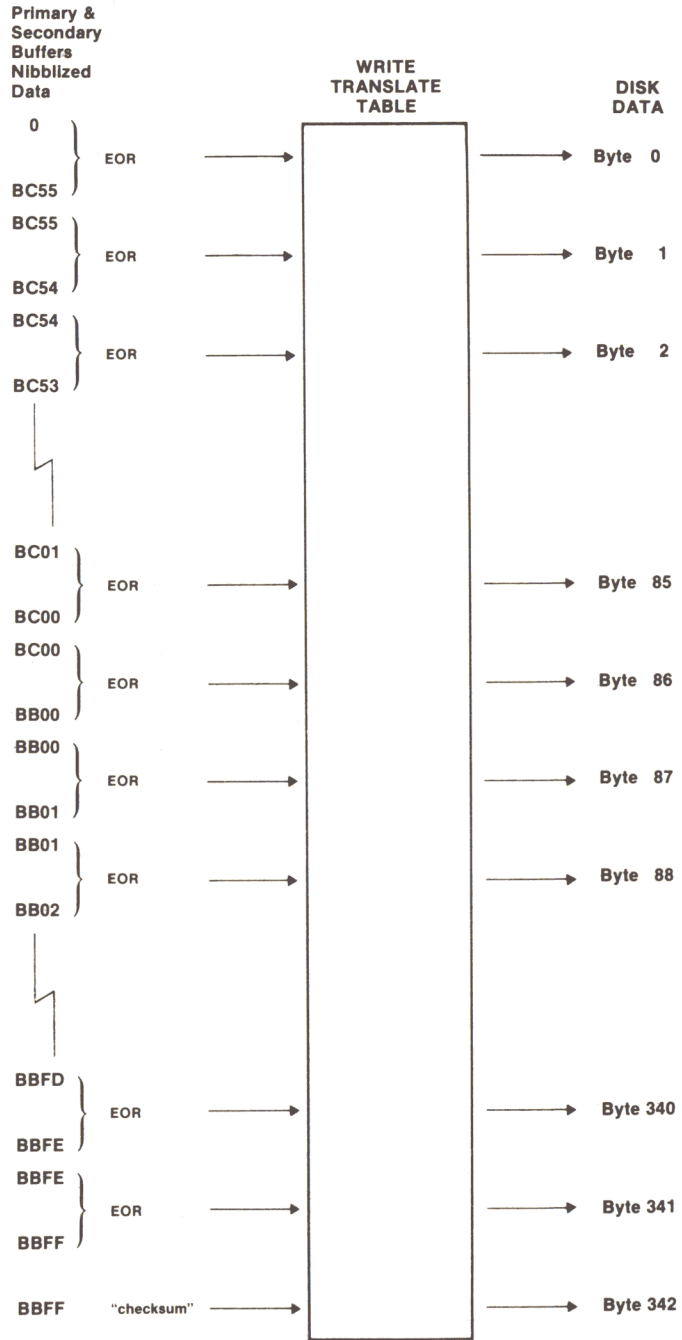 Primary &
Secondary
Buffers
Nibblized
Data
WRITE
TRANSLATE
TABLE
DISK
DATA
0
EOR
Byte 0
BC55
BC55
EOR
Byte 1
BC54
BC54
EOR
Byte 2
BC53
BC01
EOR
Byte 85
BC00
BC00
EOR
Byte 86
BB00
BB00
EOR
Byte 87
BB01
BB01
EOR
Byte 88
BB02
BBFD
EOR
Byte 340
BBFE
BBFE
EOR
Byte 341
BBFF
BBFF "checksum" Byte 342